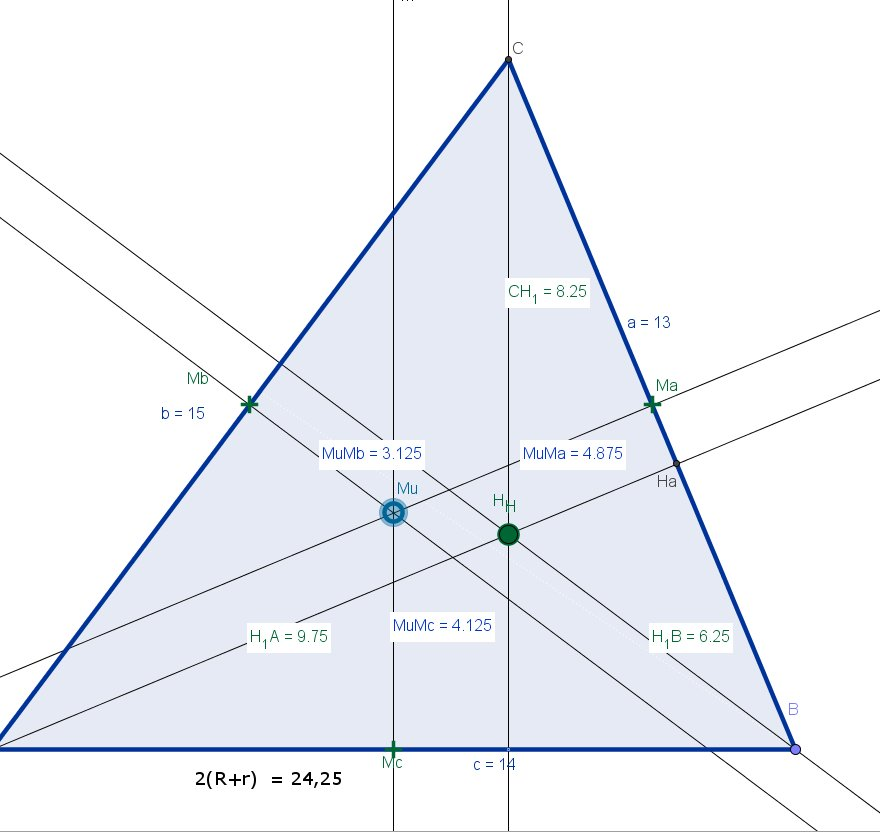 C
CH1 = 8.25
a = 13
Mb
Ma
b = 15
MuMb = 3.125
MuMa = 4.875
Ha
Mu
H
H
H1A = 9.75
MuMc = 4.125
H1B = 6.25
B
Mc
c = 14
2(R+r) = 24,25